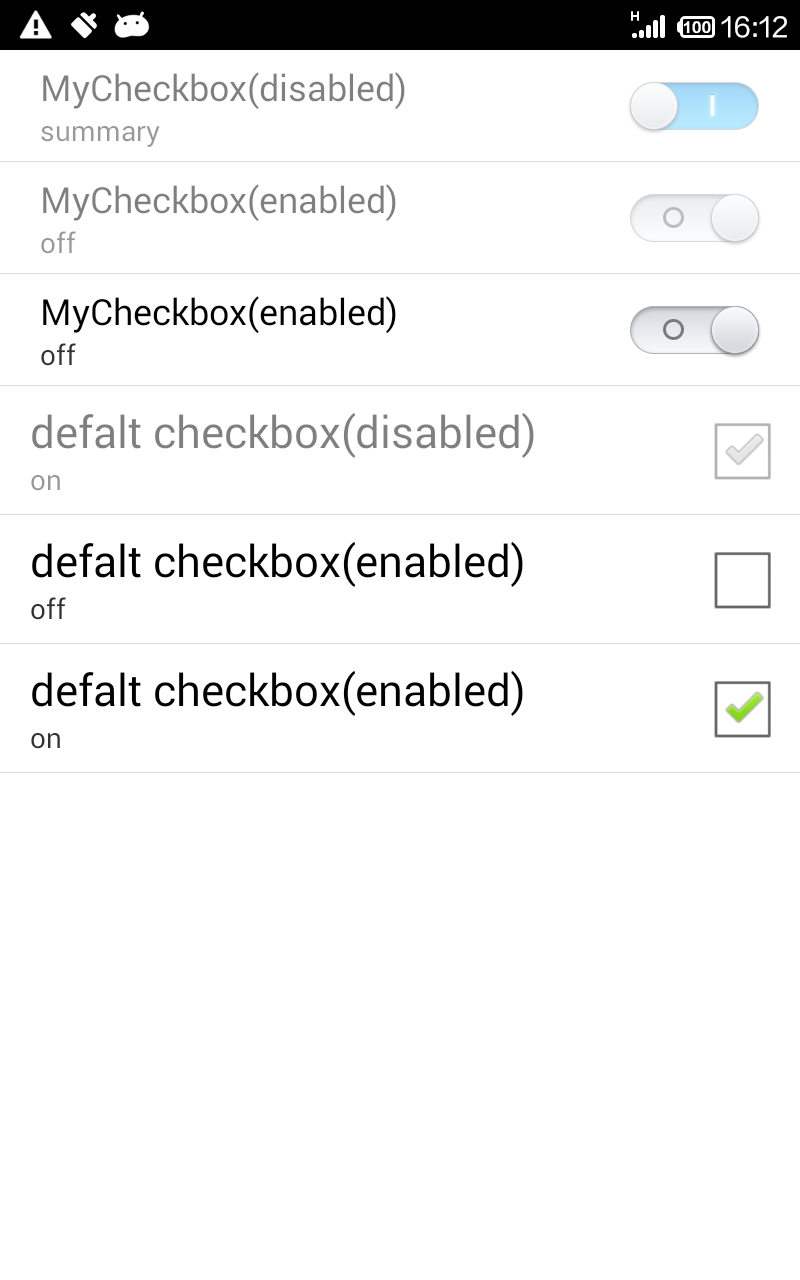 H 100 16:12
MyCheckbox(disabled)
summary
MyCheckbox(enabled)
off
MyCheckbox(enabled)
off
defalt checkbox(disabled)
on
defalt checkbox(enabled)
off
defalt checkbox(enabled)
on